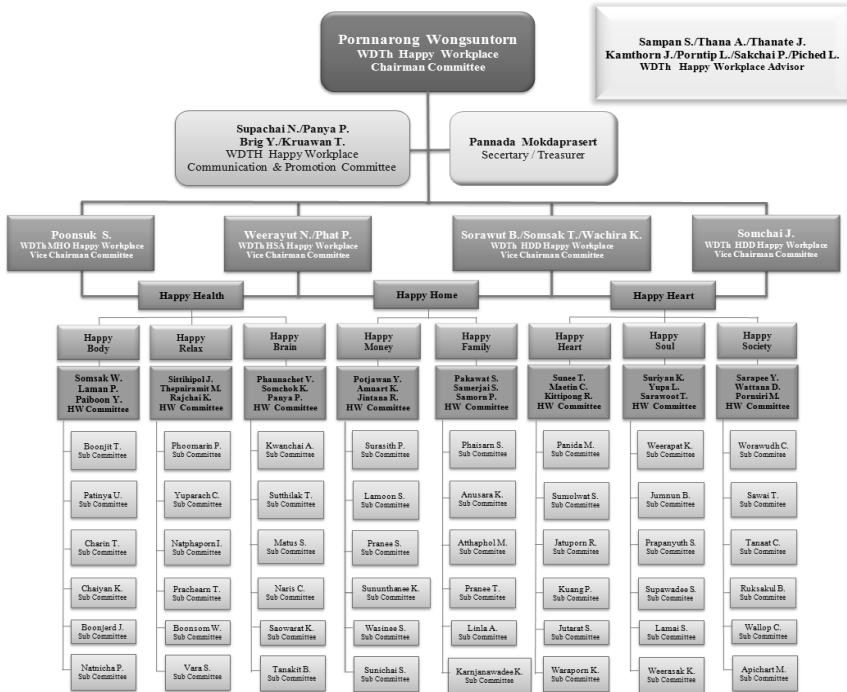 Pornnarong Wongsuntorn
WDTh Happy Workplace
Chairman Committee
Sampan S./Thana A./Thanate J.
Kamthorn J./Porntip L./Sakchai P./Piched L.
WDTh Happy Workplace Advisor
Supachai N./Panya P.
Brig Y./Kruawan T.
WDTH Happy Workplace
Communication & Promotion Committee
Pannada Mokdaprasert
Secertary / Treasurer
Poonsuk S.
WDTh MHO Happy Workplace
Vice Chairman Committee
Weerayut N./Phat P.
WDTh HSA Happy Workplace
Vice Chairman Committee
Sorawut B./Somsak T./Wachira K.
WDTh HDD Happy Workplace
Vice Chairman Committee
Somchai J.
WDTh HDD Happy Workplace
Vice Chairman Committee
Happy Health
Happy Home
Happy Heart
Happy
Body
Happy
Relax
Happy
Brain
Happy
Money
Happy
Family
Happy
Heart
Happy
Soul
Happy
Society
Somsak W.
Laman P.
Paiboon Y.
HW Committee
Sittihipol J.
Thepniramit M.
Rajchai K.
HW Committee
Phannachet V.
Somchok K.
Panya P.
HW Committee
Potjawan Y.
Amnart K.
Jintana R.
HW Committee
Pakawat S.
Samerjai S.
Samorn P.
HW Committee
Sunee T.
Maetin C.
Kittipong R.
HW Committee
Suriyan K.
Yupa L.
Sarawoot T.
HW Committee
Sarapee Y.
Wattana D.
Pornsiri M.
HW Committee
Boonjit T.
Sub Committee
Phoomarin P.
Sub Committee
Kwanchai A.
Sub Committee
Surasith P.
Sub Committee
Phaisarn S.
Sub Committee
Panida M.
Sub Committee
Weerapat K.
Sub Committee
Worawudh C.
Sub Committee
Patinya U.
Sub Committee
Yuparach C.
Sub Committee
Sutthilak T.
Sub Committee
Lamoon S.
Sub Committee
Anusara K.
Sub Committee
Sumolwat S.
Sub Committee
Jumnun B.
Sub Committee
Sawai T.
Sub Committee
Charin T.
Sub Committee
Natphaporn I.
Sub Committee
Matus S.
Sub Committee
Pranee S.
Sub Committee
Atthaphol M.
Sub Committee
Jatuporn R.
Sub Committee
Prapanyuth S.
Sub Committee
Tanaat C.
Sub Committee
Chaiyan K.
Sub Committee
Prachearn T.
Sub Committee
Naris C.
Sub Committee
Sununthanee K.
Sub Committee
Pranee T.
Sub Committee
Kuang P.
Sub Committee
Supawadee S.
Sub Committee
Ruksakul B.
Sub Committee
Boonjerd J.
Sub Committee
Boonsom W.
Sub Committee
Saowarat K.
Sub Committee
Wasinee S.
Sub Committee
Linla A.
Sub Committee
Jutarat S.
Sub Committee
Lamai S.
Sub Committee
Wallop C.
Sub Committee
Natnicha P.
Sub Committee
Vara S.
Sub Committee
Tanakit B.
Sub Committee
Sunichai S.
Sub Committee
Karnjanawadee K.
Sub Committee
Waraporn K.
Sub Committee
Weerasak K.
Sub Committee
Apichart M.
Sub Committee